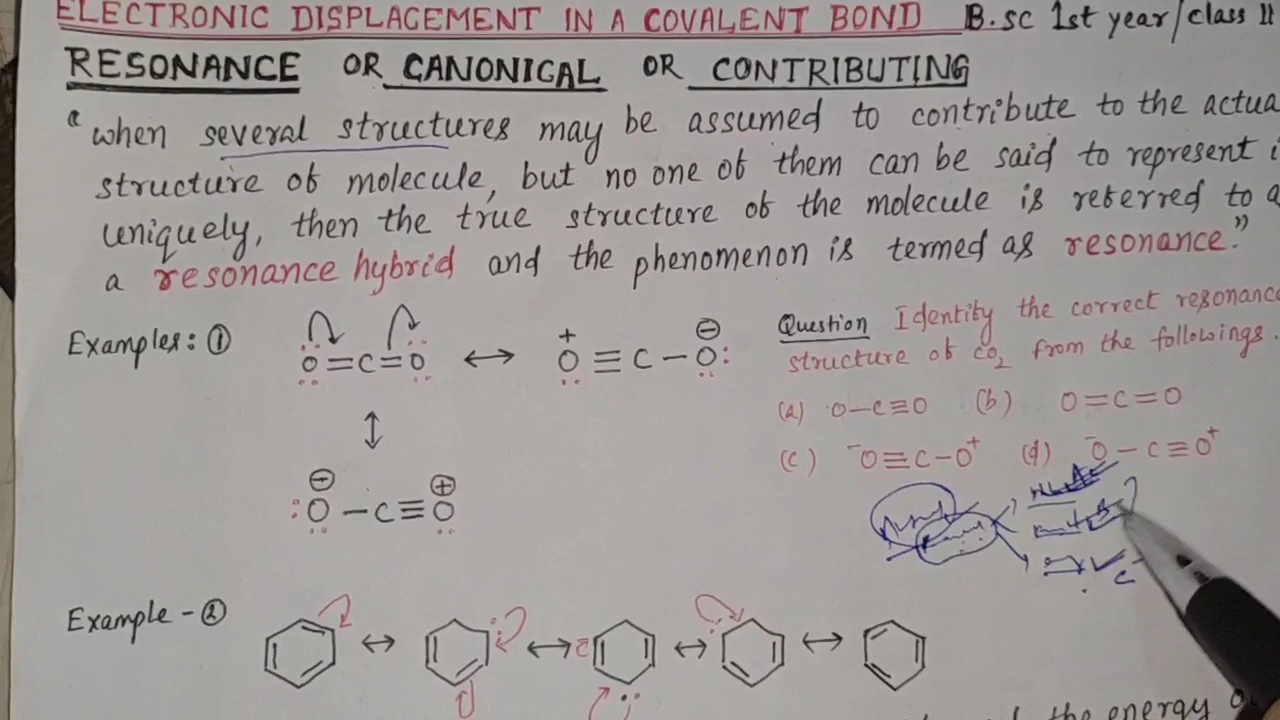 ELECTRONIC DISPLACEMENT IN A COVALENT BOND B.sc 1st year/class 11
RESONANCE OR CANONICAL OR CONTRIBUTING
"when several structures may be assumed to contribute to the actua
structure of molecule, but no one of them can be said to represent i
uniquely, then the true structure of the molecule is referred to a
a resonance hybrid and the phenomenon is termed as resonance."
Examples: ① O=C=O ↔ O⁺≡C–O⊖:
↕
:O⊖–C≡O⊕
Question Identity the correct resonance
structure of CO₂ from the followings.
(a) O–C≡O (b) O=C=O
(c) ⁻O≡C–O⁺ (d) ⁻O–C≡O⁺
Example - ② ↔ ↔ ↔ ↔
the energy o